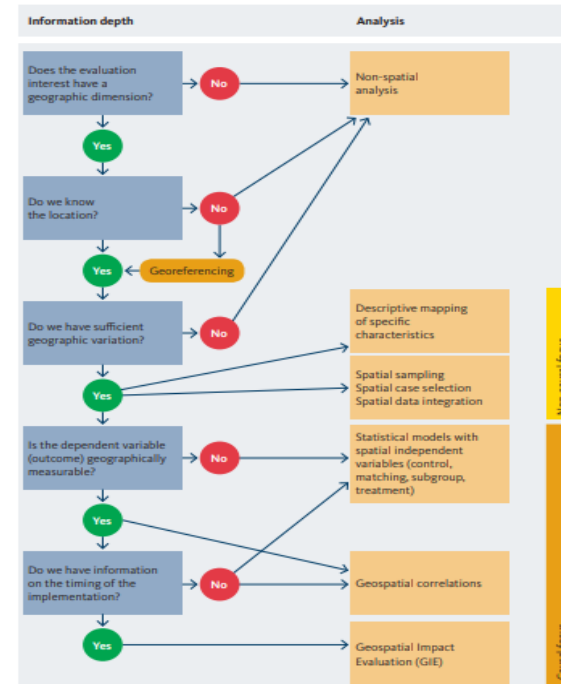 Information depth
Analysis
Does the evaluation
interest have a
geographic dimension?
No
Non-spatial
analysis
Yes
Do we know
the location?
No
Yes
Georeferencing
Do we have sufficient
geographic variation?
No
Descriptive mapping
of specific
characteristics
Yes
Spatial sampling
Spatial case selection
Spatial data integration
Is the dependent variable
(outcome) geographically
measurable?
No
Statistical models with
spatial independent
variables (control,
matching, subgroup,
treatment)
Yes
Do we have information
on the timing of the
implementation?
No
Geospatial correlations
Yes
Geospatial Impact
Evaluation (GIE)